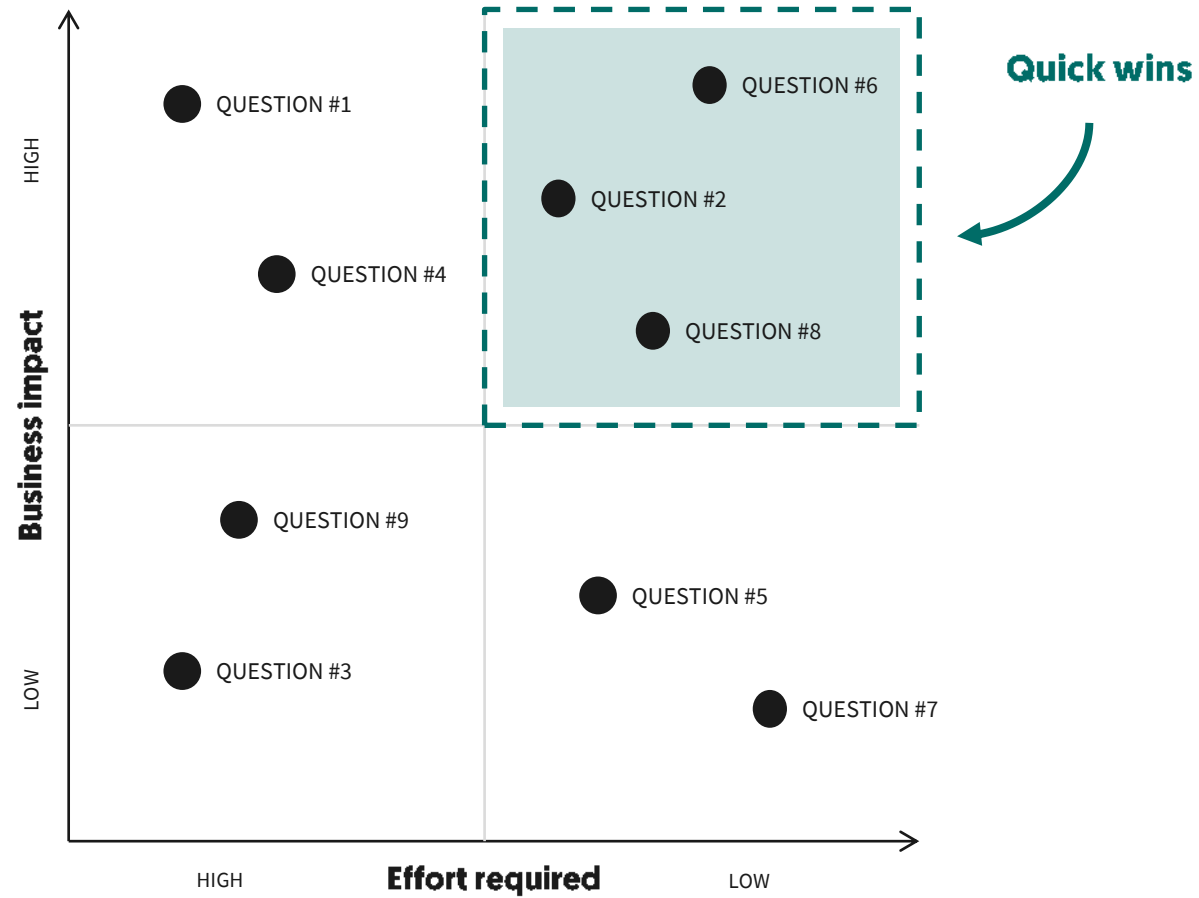 Quick wins
QUESTION #6
QUESTION #1
HIGH
QUESTION #2
QUESTION #4
QUESTION #8
Business impact
QUESTION #9
QUESTION #5
QUESTION #3
LOW
QUESTION #7
HIGH
Effort required
LOW